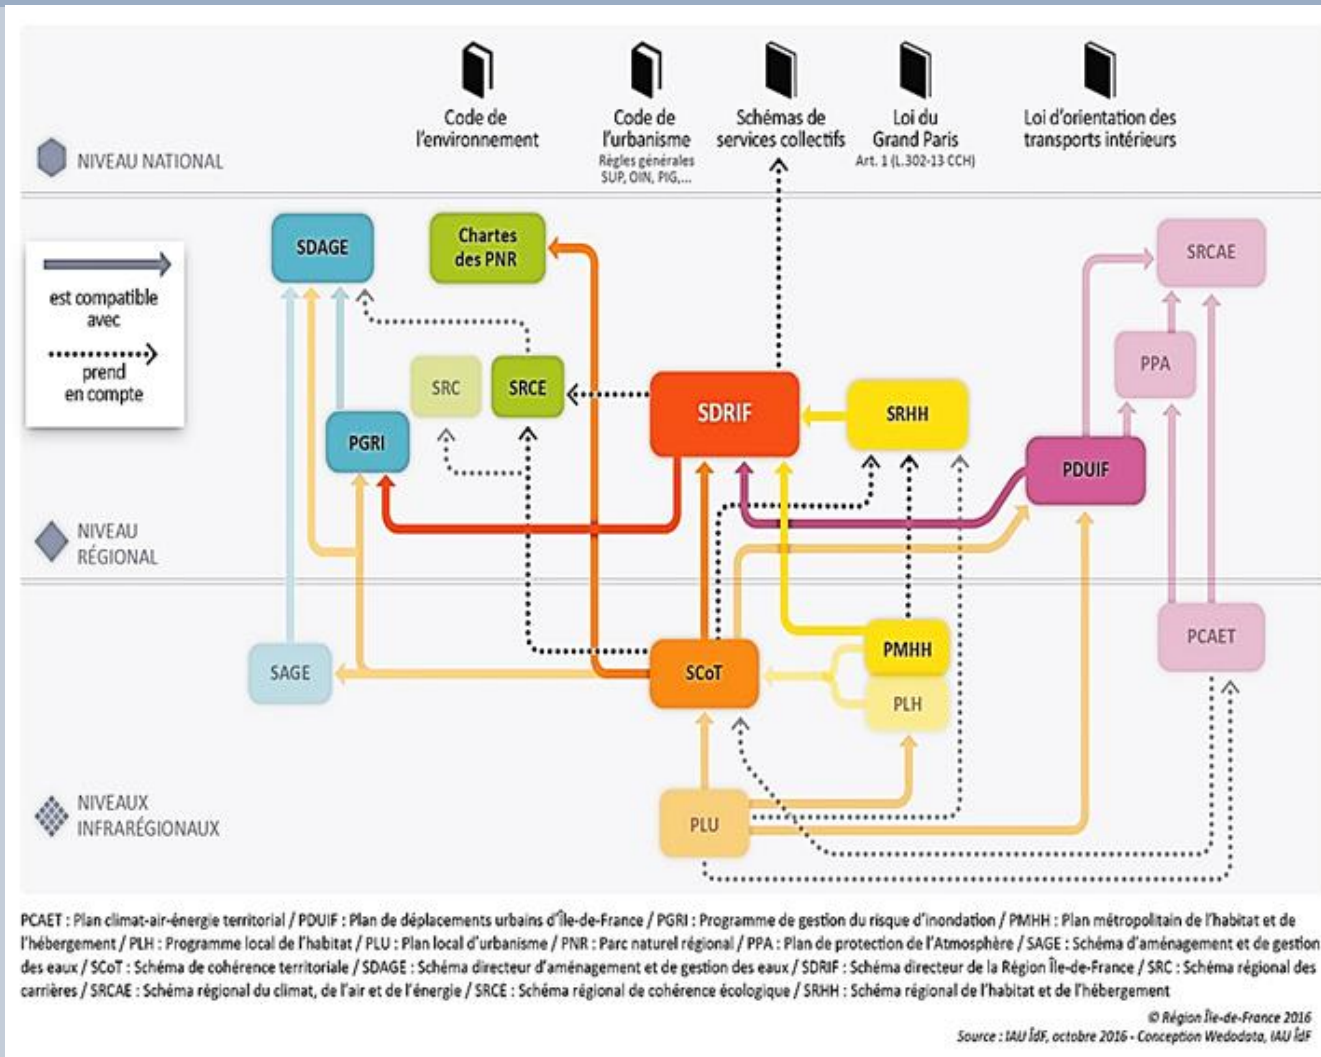 Code de
l'environnement
Code de
l'urbanisme
Règles générales
SUP, OIN, PIG,...
Schémas de
services collectifs
Loi du
Grand Paris
Art. 1 (L.302-13 CCH)
Loi d'orientation des
transports intérieurs
NIVEAU NATIONAL
SDAGE
Chartes
des PNR
SRCAE
est compatible
avec
prend
en compte
SRC
SRCE
SDRIF
SRHH
PPA
PGRI
PDUIF
NIVEAU
RÉGIONAL
SAGE
SCoT
PMHH
PLH
PCAET
NIVEAUX
INFRARÉGIONAUX
PLU
PCAET : Plan climat-air-énergie territorial / PDUIF : Plan de déplacements urbains d'Île-de-France / PGRI : Programme de gestion du risque d'inondation / PMHH : Plan métropolitain de l'habitat et de
l'hébergement / PLH : Programme local de l'habitat / PLU : Plan local d'urbanisme / PNR : Parc naturel régional / PPA : Plan de protection de l'Atmosphère / SAGE : Schéma d'aménagement et de gestion
des eaux / SCoT : Schéma de cohérence territoriale / SDAGE : Schéma directeur d'aménagement et de gestion des eaux / SDRIF : Schéma directeur de la Région Île-de-France / SRC : Schéma régional des
carrières / SRCAE : Schéma régional du climat, de l'air et de l'énergie / SRCE : Schéma régional de cohérence écologique / SRHH : Schéma régional de l'habitat et de l'hébergement
© Région Île-de-France 2016
Source : IAU îdF, octobre 2016 - Conception Wedodata, IAU îdF